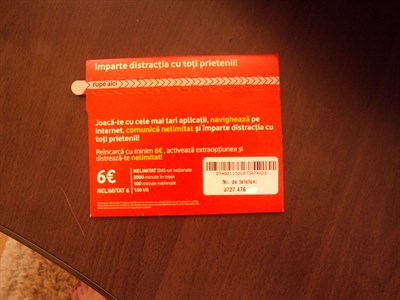 Imparte distracția cu toți prietenii!
rupe aici
Joacă-te cu cele mai tari aplicații, navighează pe
internet, comunică nelimitat și imparte distracția cu
toți prietenii!
Reîncarcă cu minim 6€, activează extraopțiunea și
distrează-te nelimitat!
6€
NELIMITAT 6
NELIMITAT SMS-uri naționale
2000 minute în rețea
100 minute naționale
150 MB
Nr. de telefon:
0727 476